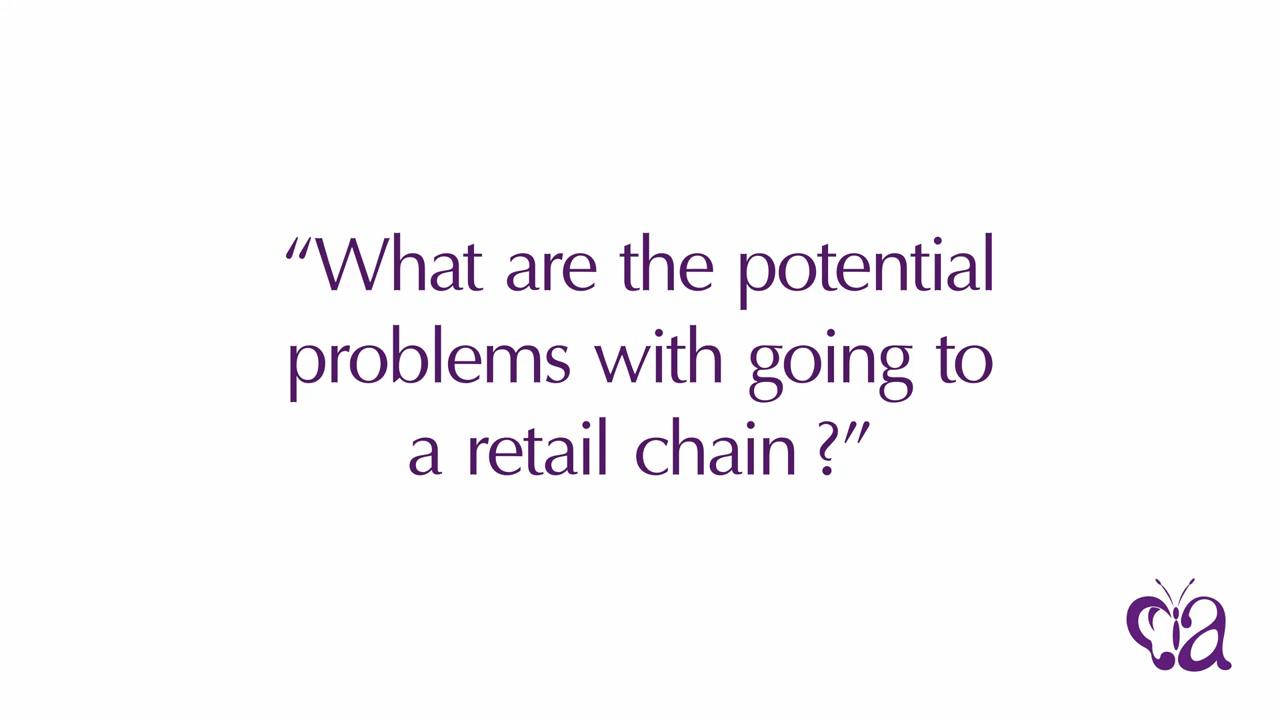 “What are the potential
problems with going to
a retail chain ?”
a